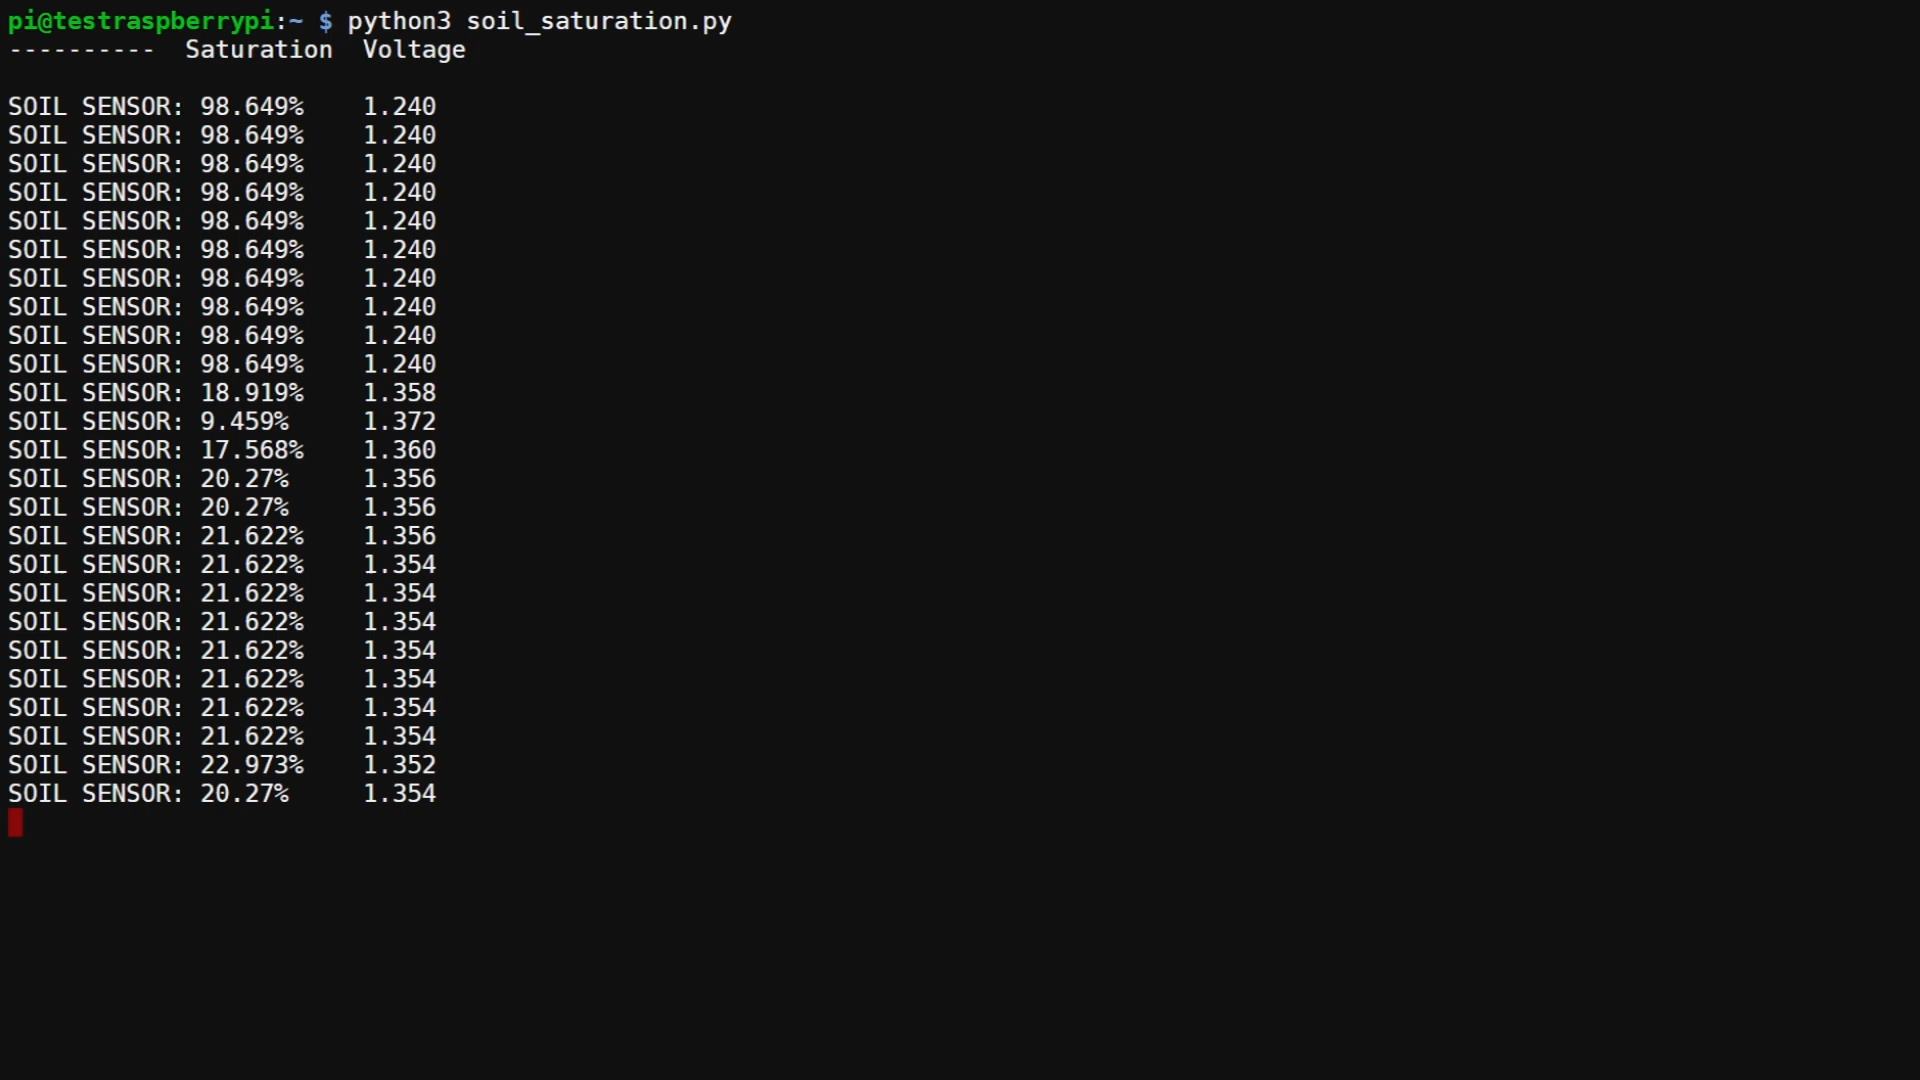 pi@testraspberrypi:~ $ python3 soil_saturation.py
----------  Saturation  Voltage
SOIL SENSOR: 98.649%    1.240
SOIL SENSOR: 98.649%    1.240
SOIL SENSOR: 98.649%    1.240
SOIL SENSOR: 98.649%    1.240
SOIL SENSOR: 98.649%    1.240
SOIL SENSOR: 98.649%    1.240
SOIL SENSOR: 98.649%    1.240
SOIL SENSOR: 98.649%    1.240
SOIL SENSOR: 98.649%    1.240
SOIL SENSOR: 98.649%    1.240
SOIL SENSOR: 18.919%    1.358
SOIL SENSOR: 9.459%     1.372
SOIL SENSOR: 17.568%    1.360
SOIL SENSOR: 20.27%     1.356
SOIL SENSOR: 20.27%     1.356
SOIL SENSOR: 21.622%    1.356
SOIL SENSOR: 21.622%    1.354
SOIL SENSOR: 21.622%    1.354
SOIL SENSOR: 21.622%    1.354
SOIL SENSOR: 21.622%    1.354
SOIL SENSOR: 21.622%    1.354
SOIL SENSOR: 21.622%    1.354
SOIL SENSOR: 21.622%    1.354
SOIL SENSOR: 22.973%    1.352
SOIL SENSOR: 20.27%     1.354